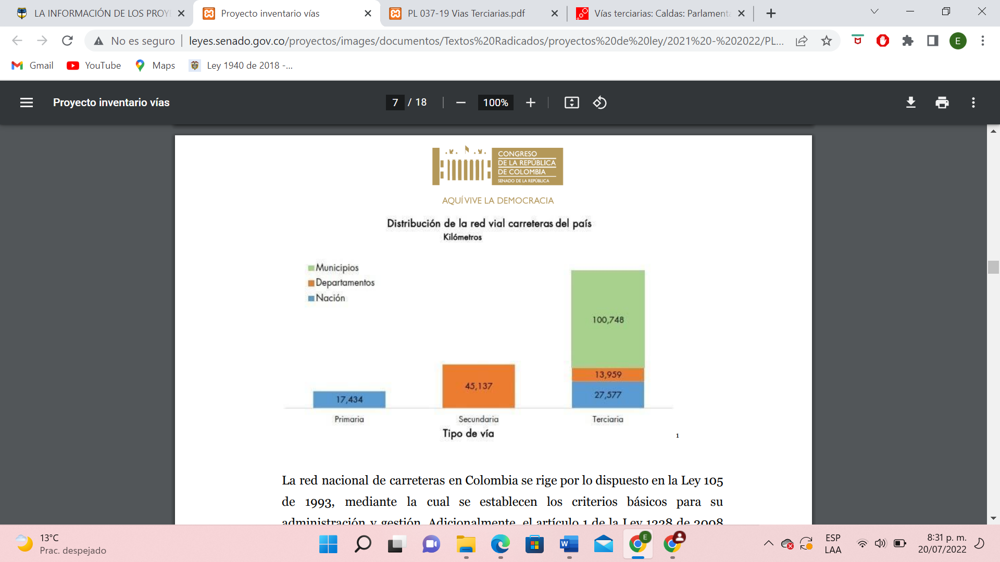 LA INFORMACIÓN DE LOS PROYE
Proyecto inventario vías
PL 037-19 Vias Terciarias.pdf
Vías terciarias: Caldas: Parlamenta
No es seguro
leyes.senado.gov.co/proyectos/images/documentos/Textos%20Radicados/proyectos%20de%20ley/2021%20-%202022/PL...
E
Gmail
YouTube
Maps
Ley 1940 de 2018 -...
Proyecto inventario vías
7 / 18
100%
CONGRESO
DE LA REPÚBLICA
DE COLOMBIA
SENADO DE LA REPÚBLICA
AQUÍ VIVE LA DEMOCRACIA
Distribución de la red vial carreteras del país
Kilómetros
Municipios
Departamentos
Nación
100,748
13,959
45,137
27,577
17,434
Primaria
Secundaria
Terciaria
Tipo de vía
1
La red nacional de carreteras en Colombia se rige por lo dispuesto en la Ley 105
de 1993, mediante la cual se establecen los criterios básicos para su
administración y gestión. Adicionalmente, el artículo 1 de la Ley 1228 de 2008
13°C
Prac. despejado
W
E
ESP
LAA
8:31 p. m.
20/07/2022